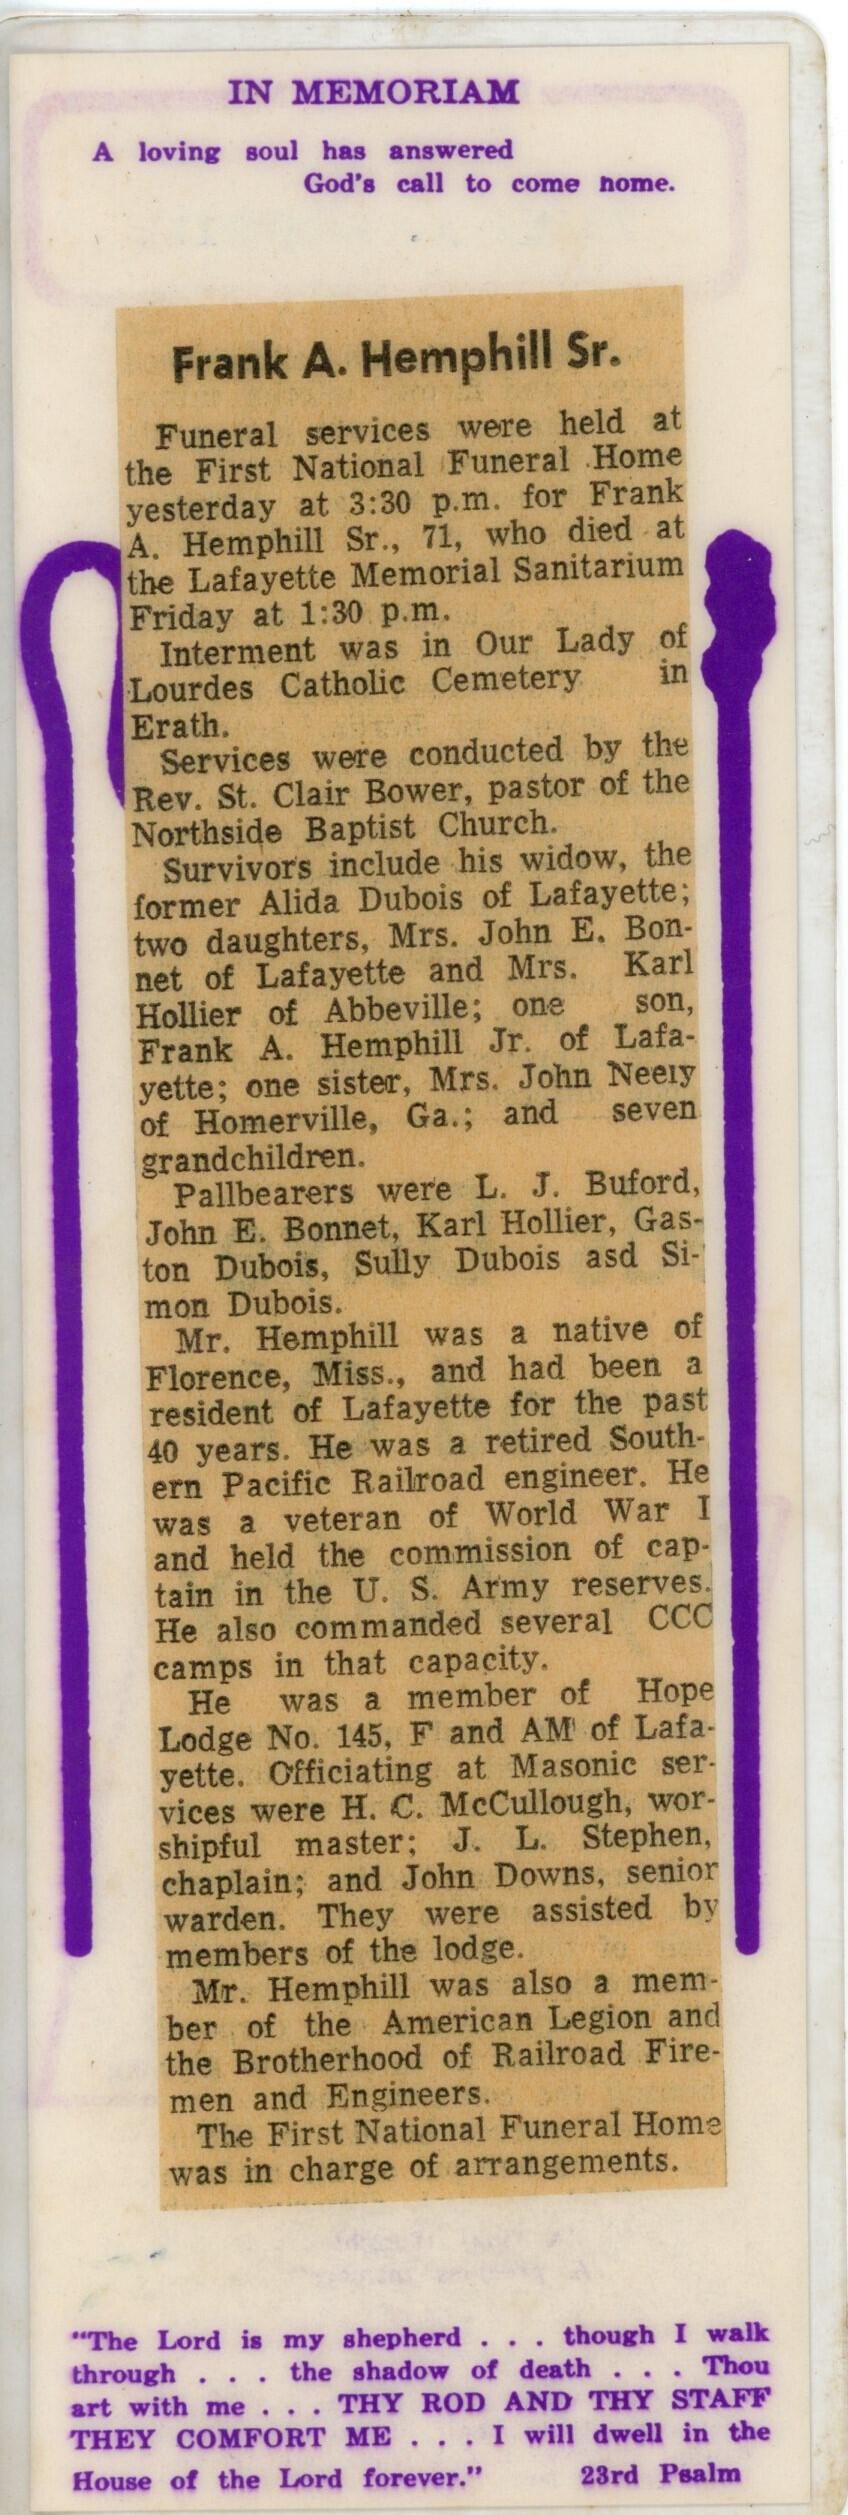 IN MEMORIAM
A loving soul has answered
God's call to come home.
Frank A. Hemphill Sr.
Funeral services were held at
the First National Funeral Home
yesterday at 3:30 p.m. for Frank
A. Hemphill Sr., 71, who died at
the Lafayette Memorial Sanitarium
Friday at 1:30 p.m.
Interment was in Our Lady of
Lourdes Catholic Cemetery in
Erath.
Services were conducted by the
Rev. St. Clair Bower, pastor of the
Northside Baptist Church.
Survivors include his widow, the
former Alida Dubois of Lafayette;
two daughters, Mrs. John E. Bon-
net of Lafayette and Mrs. Karl
Hollier of Abbeville; one son,
Frank A. Hemphill Jr. of Lafa-
yette; one sister, Mrs. John Neely
of Homerville, Ga.; and seven
grandchildren.
Pallbearers were L. J. Buford,
John E. Bonnet, Karl Hollier, Gas-
ton Dubois, Sully Dubois asd Si-
mon Dubois.
Mr. Hemphill was a native of
Florence, Miss., and had been a
resident of Lafayette for the past
40 years. He was a retired South-
ern Pacific Railroad engineer. He
was a veteran of World War I
and held the commission of cap-
tain in the U. S. Army reserves.
He also commanded several CCC
camps in that capacity.
He was a member of Hope
Lodge No. 145, F and AM of Lafa-
yette. Officiating at Masonic ser-
vices were H. C. McCullough, wor-
shipful master; J. L. Stephen,
chaplain; and John Downs, senior
warden. They were assisted by
members of the lodge.
Mr. Hemphill was also a mem-
ber of the American Legion and
the Brotherhood of Railroad Fire-
men and Engineers.
The First National Funeral Home
was in charge of arrangements.
"The Lord is my shepherd . . . though I walk
through . . . the shadow of death . . . Thou
art with me . . . THY ROD AND THY STAFF
THEY COMFORT ME . . . I will dwell in the
House of the Lord forever." 23rd Psalm